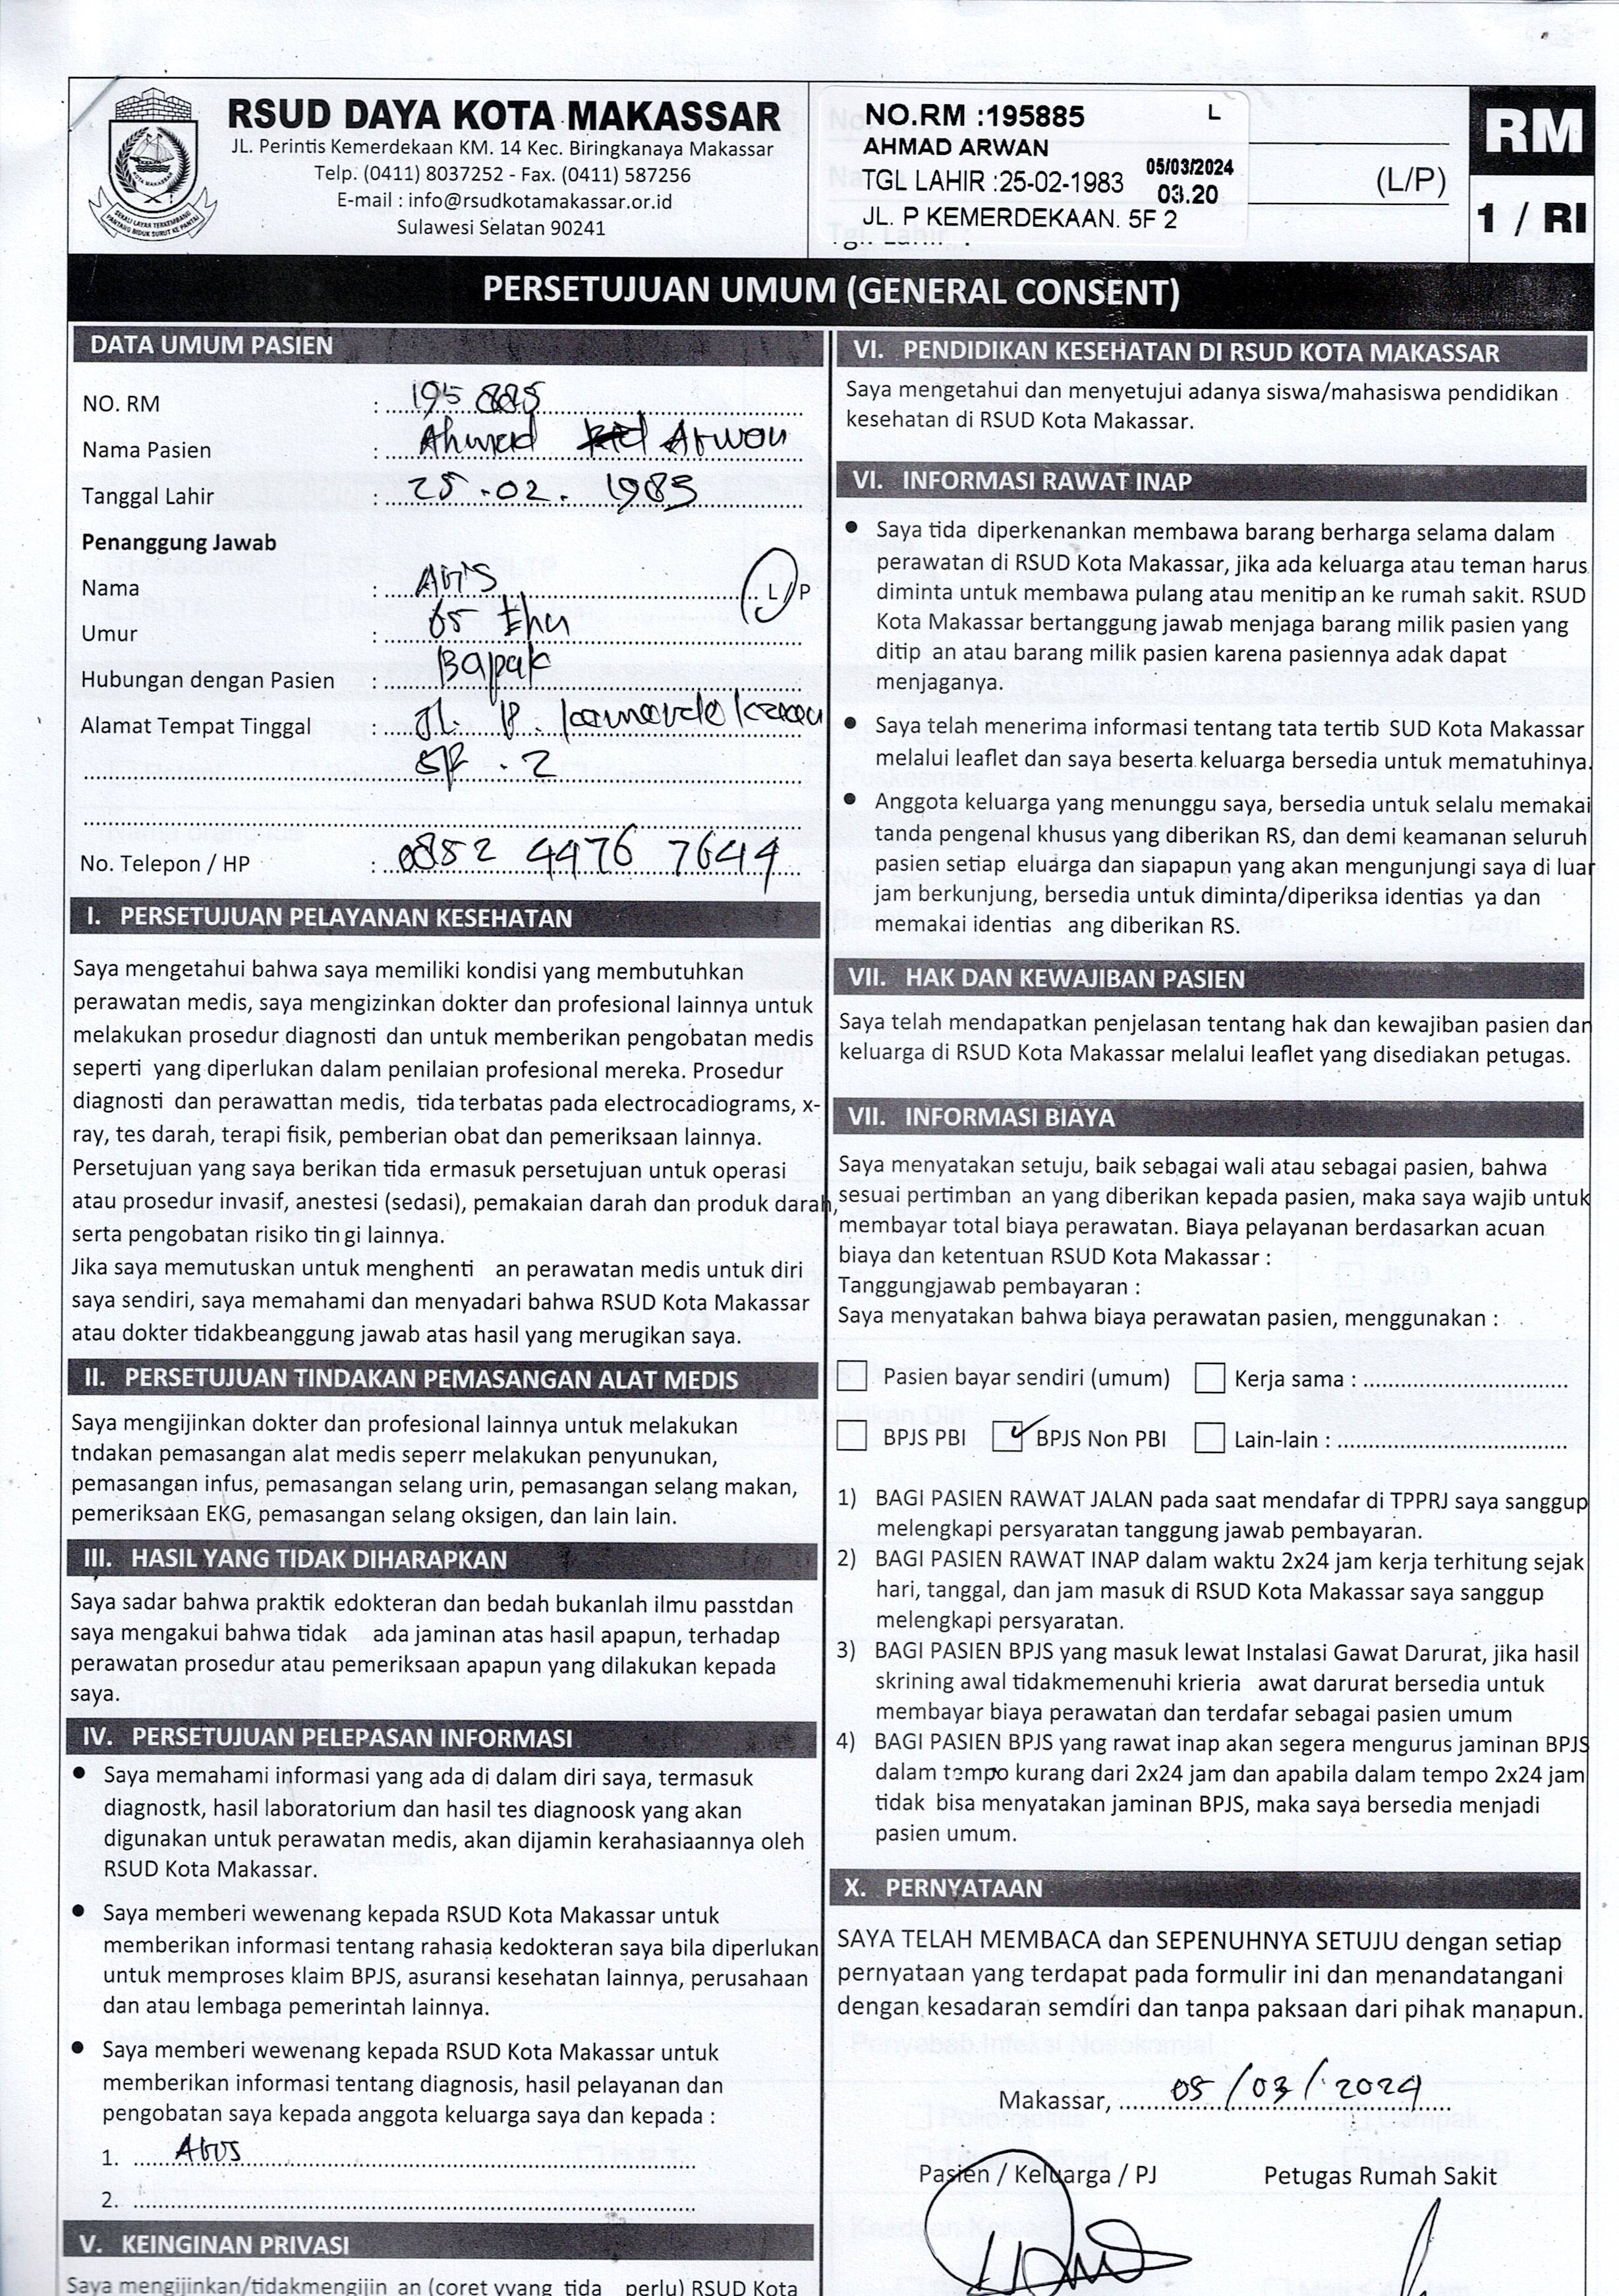 RSUD DAYA KOTA MAKASSAR
JL. Perintis Kemerdekaan KM. 14 Kec. Biringkanaya Makassar
Telp. (0411) 8037252 - Fax. (0411) 587256
E-mail : info@rsudkotamakassar.or.id
Sulawesi Selatan 90241
NO.RM :195885 L
AHMAD ARWAN
TGL LAHIR :25-02-1983
05/03/2024
03.20
JL. P KEMERDEKAAN. 5F 2
(L/P)
RM
1 / RI
PERSETUJUAN UMUM (GENERAL CONSENT)
DATA UMUM PASIEN
NO. RM : 195 885
Nama Pasien : Ahmad Arwan
Tanggal Lahir : 25 . 02 . 1983
Penanggung Jawab
Nama : L/P
Umur : 65 thn
Hubungan dengan Pasien : Bapak
Alamat Tempat Tinggal : JL. P.
5F . 2
No. Telepon / HP : 0852 4476 7644
I. PERSETUJUAN PELAYANAN KESEHATAN
Saya mengetahui bahwa saya memiliki kondisi yang membutuhkan
perawatan medis, saya mengizinkan dokter dan profesional lainnya untuk
melakukan prosedur diagnosti dan untuk memberikan pengobatan medis
seperti yang diperlukan dalam penilaian profesional mereka. Prosedur
diagnosti dan perawattan medis, tida terbatas pada electrocadiograms, x-
ray, tes darah, terapi fisik, pemberian obat dan pemeriksaan lainnya.
Persetujuan yang saya berikan tida ermasuk persetujuan untuk operasi
atau prosedur invasif, anestesi (sedasi), pemakaian darah dan produk darah,
serta pengobatan risiko tin gi lainnya.
Jika saya memutuskan untuk menghenti an perawatan medis untuk diri
saya sendiri, saya memahami dan menyadari bahwa RSUD Kota Makassar
atau dokter tidakbeanggung jawab atas hasil yang merugikan saya.
II. PERSETUJUAN TINDAKAN PEMASANGAN ALAT MEDIS
Saya mengijinkan dokter dan profesional lainnya untuk melakukan
tndakan pemasangan alat medis seperr melakukan penyunukan,
pemasangan infus, pemasangan selang urin, pemasangan selang makan,
pemeriksaan EKG, pemasangan selang oksigen, dan lain lain.
III. HASIL YANG TIDAK DIHARAPKAN
Saya sadar bahwa praktik edokteran dan bedah bukanlah ilmu passtdan
saya mengakui bahwa tidak ada jaminan atas hasil apapun, terhadap
perawatan prosedur atau pemeriksaan apapun yang dilakukan kepada
saya.
IV. PERSETUJUAN PELEPASAN INFORMASI
• Saya memahami informasi yang ada di dalam diri saya, termasuk
diagnostk, hasil laboratorium dan hasil tes diagnoosk yang akan
digunakan untuk perawatan medis, akan dijamin kerahasiaannya oleh
RSUD Kota Makassar.
• Saya memberi wewenang kepada RSUD Kota Makassar untuk
memberikan informasi tentang rahasia kedokteran saya bila diperlukan
untuk memproses klaim BPJS, asuransi kesehatan lainnya, perusahaan
dan atau lembaga pemerintah lainnya.
• Saya memberi wewenang kepada RSUD Kota Makassar untuk
memberikan informasi tentang diagnosis, hasil pelayanan dan
pengobatan saya kepada anggota keluarga saya dan kepada :
1.
2.
V. KEINGINAN PRIVASI
Saya mengijinkan/tidakmengijin an (coret yvang tida perlu) RSUD Kota
VI. PENDIDIKAN KESEHATAN DI RSUD KOTA MAKASSAR
Saya mengetahui dan menyetujui adanya siswa/mahasiswa pendidikan
kesehatan di RSUD Kota Makassar.
VI. INFORMASI RAWAT INAP
• Saya tida diperkenankan membawa barang berharga selama dalam
perawatan di RSUD Kota Makassar, jika ada keluarga atau teman harus
diminta untuk membawa pulang atau menitip an ke rumah sakit. RSUD
Kota Makassar bertanggung jawab menjaga barang milik pasien yang
ditip an atau barang milik pasien karena pasiennya adak dapat
menjaganya.
• Saya telah menerima informasi tentang tata tertib SUD Kota Makassar
melalui leaflet dan saya beserta keluarga bersedia untuk mematuhinya.
• Anggota keluarga yang menunggu saya, bersedia untuk selalu memakai
tanda pengenal khusus yang diberikan RS, dan demi keamanan seluruh
pasien setiap eluarga dan siapapun yang akan mengunjungi saya di luar
jam berkunjung, bersedia untuk diminta/diperiksa identias ya dan
memakai identias ang diberikan RS.
VII. HAK DAN KEWAJIBAN PASIEN
Saya telah mendapatkan penjelasan tentang hak dan kewajiban pasien dan
keluarga di RSUD Kota Makassar melalui leaflet yang disediakan petugas.
VII. INFORMASI BIAYA
Saya menyatakan setuju, baik sebagai wali atau sebagai pasien, bahwa
sesuai pertimban an yang diberikan kepada pasien, maka saya wajib untuk
membayar total biaya perawatan. Biaya pelayanan berdasarkan acuan
biaya dan ketentuan RSUD Kota Makassar :
Tanggungjawab pembayaran :
Saya menyatakan bahwa biaya perawatan pasien, menggunakan :
Pasien bayar sendiri (umum) Kerja sama :
BPJS PBI ✓ BPJS Non PBI Lain-lain :
1) BAGI PASIEN RAWAT JALAN pada saat mendafar di TPPRJ saya sanggup
melengkapi persyaratan tanggung jawab pembayaran.
2) BAGI PASIEN RAWAT INAP dalam waktu 2x24 jam kerja terhitung sejak
hari, tanggal, dan jam masuk di RSUD Kota Makassar saya sanggup
melengkapi persyaratan.
3) BAGI PASIEN BPJS yang masuk lewat Instalasi Gawat Darurat, jika hasil
skrining awal tidakmemenuhi krieria awat darurat bersedia untuk
membayar biaya perawatan dan terdafar sebagai pasien umum
4) BAGI PASIEN BPJS yang rawat inap akan segera mengurus jaminan BPJS
dalam tempo kurang dari 2x24 jam dan apabila dalam tempo 2x24 jam
tidak bisa menyatakan jaminan BPJS, maka saya bersedia menjadi
pasien umum.
X. PERNYATAAN
SAYA TELAH MEMBACA dan SEPENUHNYA SETUJU dengan setiap
pernyataan yang terdapat pada formulir ini dan menandatangani
dengan kesadaran semdiri dan tanpa paksaan dari pihak manapun.
Makassar, 05/03/2024
Pasien / Keluarga / PJ Petugas Rumah Sakit